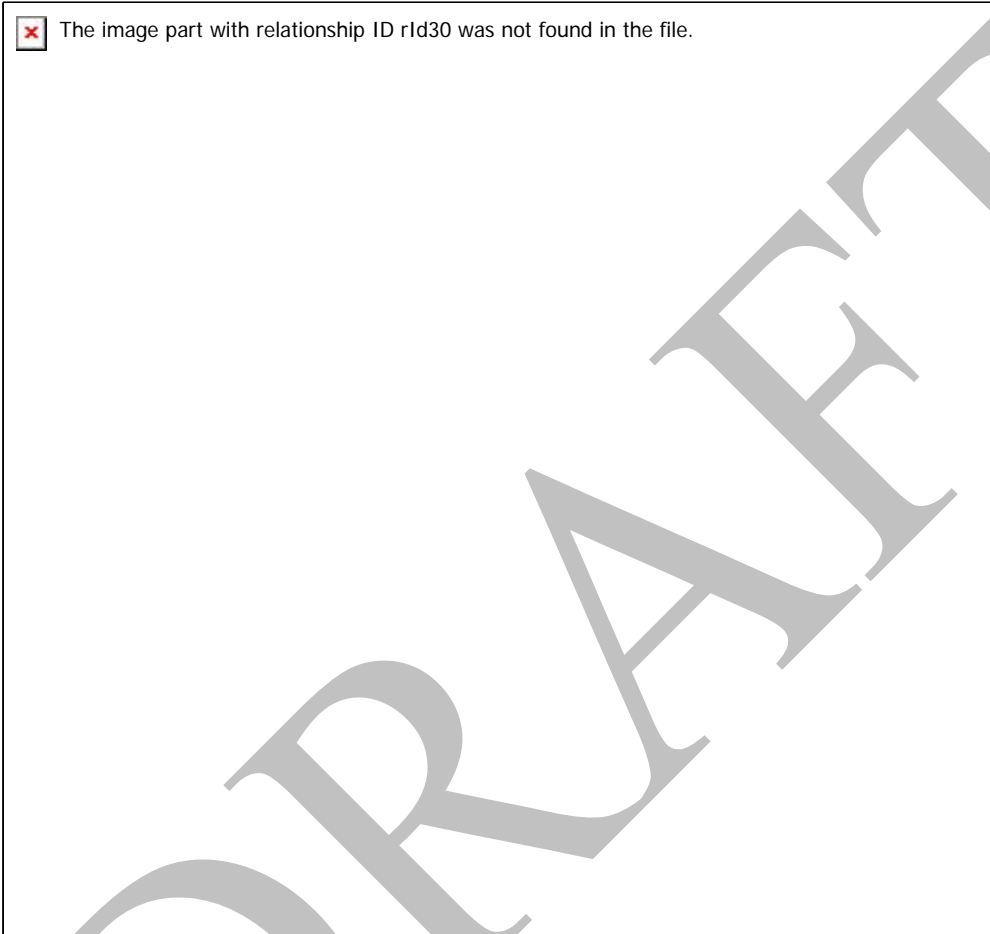 The image part with relationship ID rId30 was not found in the file.
DRAFT